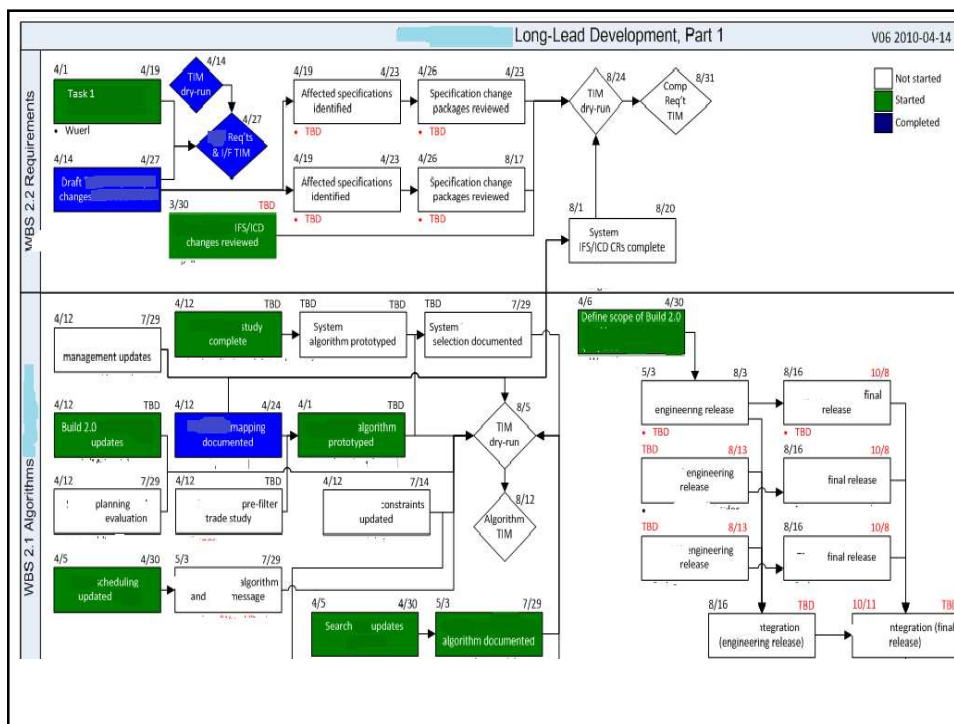 Long-Lead Development, Part 1
V06 2010-04-14
Not started
Started
Completed
WBS 2.2 Requirements
4/1 4/19
Task 1
• Wuerl
4/14
TIM
dry-run
4/27
Req'ts
& I/F TIM
4/14 4/27
Draft
changes
3/30 TBD
IFS/ICD
changes reviewed
4/19 4/23
Affected specifications
identified
• TBD
4/26 4/23
Specification change
packages reviewed
• TBD
4/19 4/23
Affected specifications
identified
• TBD
4/26 8/17
Specification change
packages reviewed
• TBD
8/24
TIM
dry-run
8/31
Comp
Req't
TIM
8/1 8/20
System
IFS/ICD CRs complete
WBS 2.1 Algorithms
4/12 7/29
management updates
4/12 TBD
study
complete
TBD TBD
System
algorithm prototyped
TBD 7/29
System
selection documented
4/12 TBD
Build 2.0
updates
4/12 4/24
mapping
documented
4/1 TBD
algorithm
prototyped
8/5
TIM
dry-run
4/12 7/29
planning
evaluation
4/12 TBD
pre-filter
trade study
4/12 7/14
updated
8/12
Algorithm
TIM
4/5 4/30
updated
5/3 7/29
algorithm
and message
4/5 4/30
Search updates
5/3 7/29
algorithm documented
4/6 4/30
Define scope of Build 2.0
5/3 8/3
engineerng release
• TBD
8/16 10/8
final
release
• TBD
TBD 8/13
engineering
release
8/16 10/8
final release
TBD 8/13
engineering
release
8/16 10/8
final release
8/16 TBD
ntegration
(engineering release)
10/11 TB
ntegration (final
release)